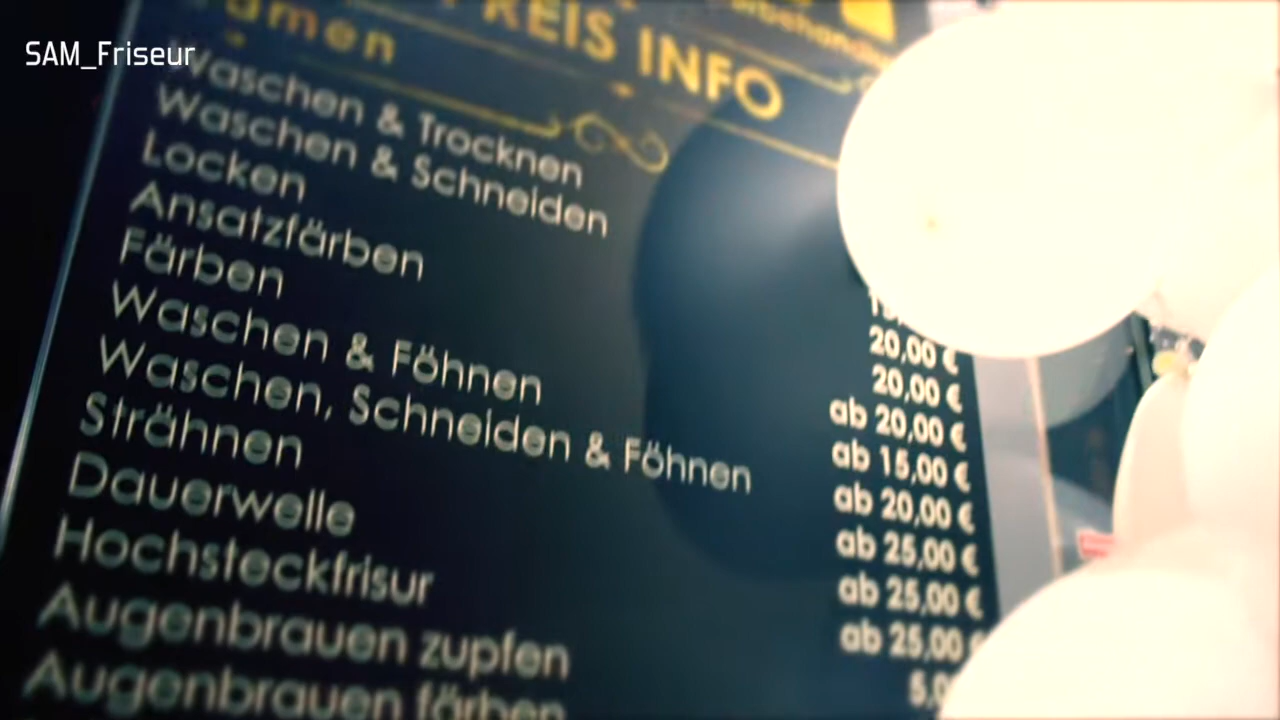 SAM_Friseur
PREIS INFO
Waschen & Trocknen
Waschen & Schneiden
Locken
Ansatzfärben
20,00 €
Färben
20,00 €
Waschen & Föhnen
ab 20,00 €
Waschen, Schneiden & Föhnen
ab 15,00 €
Strähnen
ab 20,00 €
Dauerwelle
ab 25,00 €
Hochsteckfrisur
ab 25,00 €
Augenbrauen zupfen
ab 25,00
Augenbrauen färben